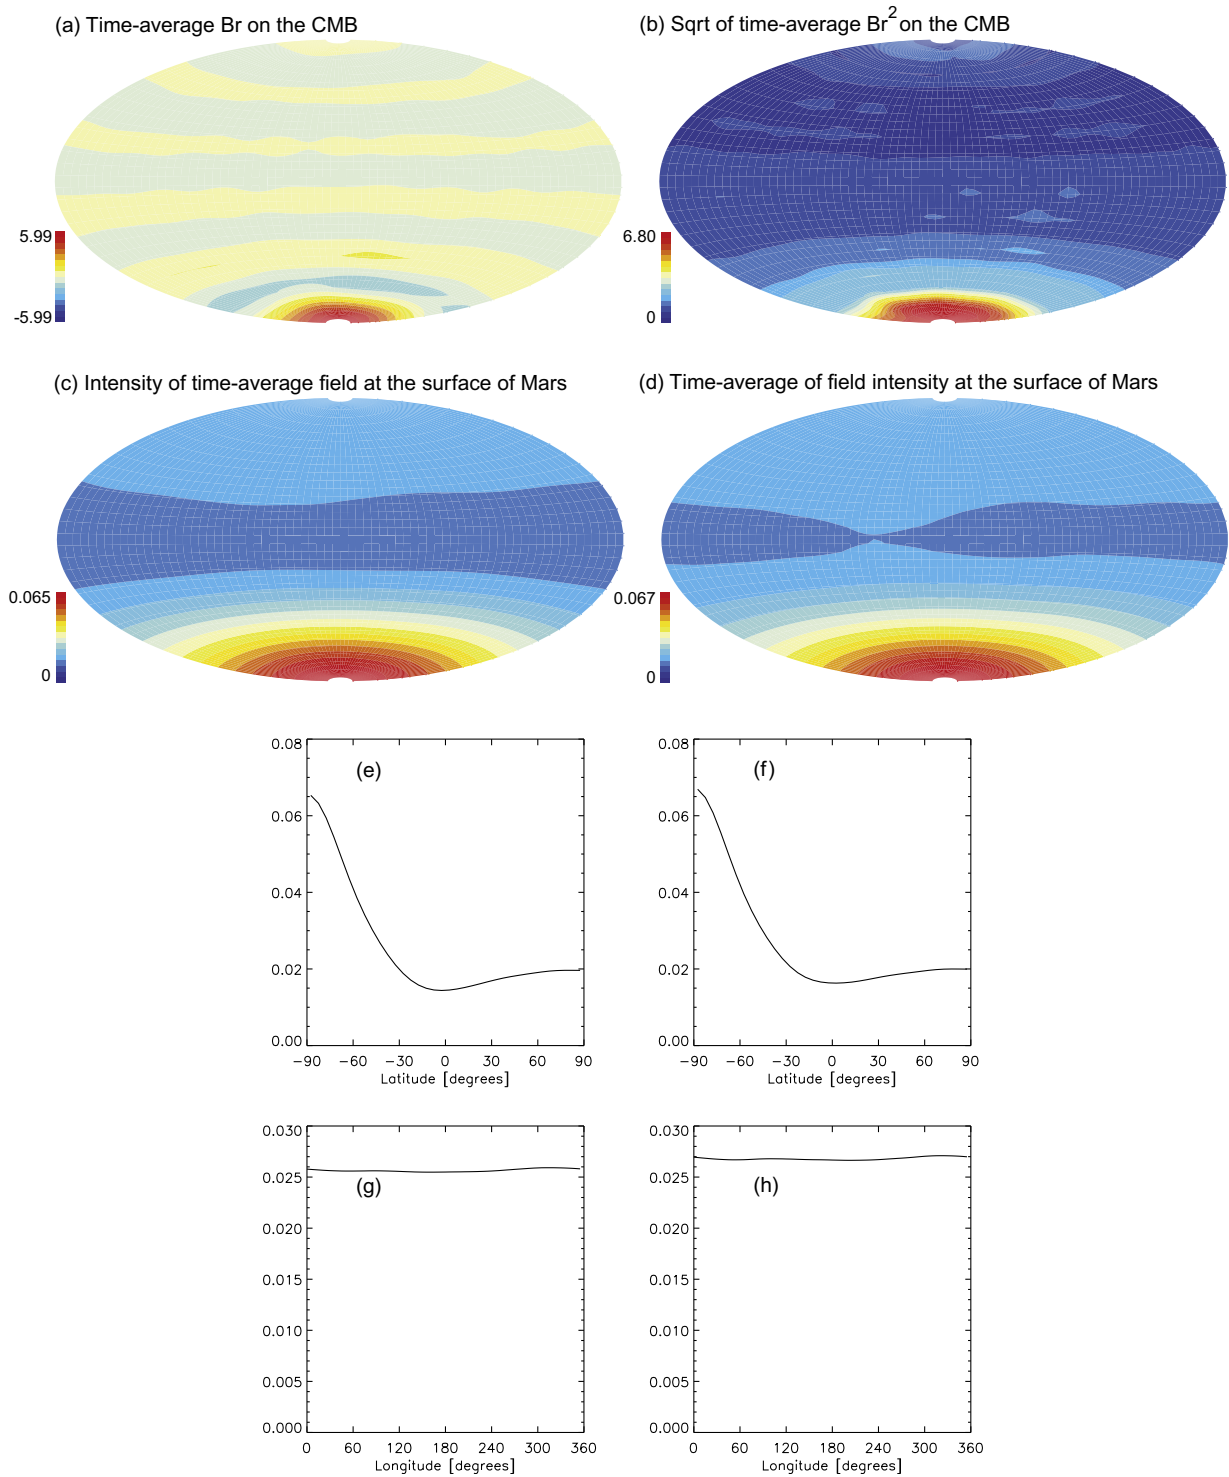 (a) Time-average Br on the CMB
(b) Sqrt of time-average Br² on the CMB
5.99
-5.99
6.80
0
(c) Intensity of time-average field at the surface of Mars
(d) Time-average of field intensity at the surface of Mars
0.065
0
0.067
0
(e)
0.08
0.06
0.04
0.02
0.00
−90 −60 −30 0 30 60 90
Latitude [degrees]
(f)
0.08
0.06
0.04
0.02
0.00
−90 −60 −30 0 30 60 90
Latitude [degrees]
(g)
0.030
0.025
0.020
0.015
0.010
0.005
0.000
0 60 120 180 240 300 360
Longitude [degrees]
(h)
0.030
0.025
0.020
0.015
0.010
0.005
0.000
0 60 120 180 240 300 360
Longitude [degrees]